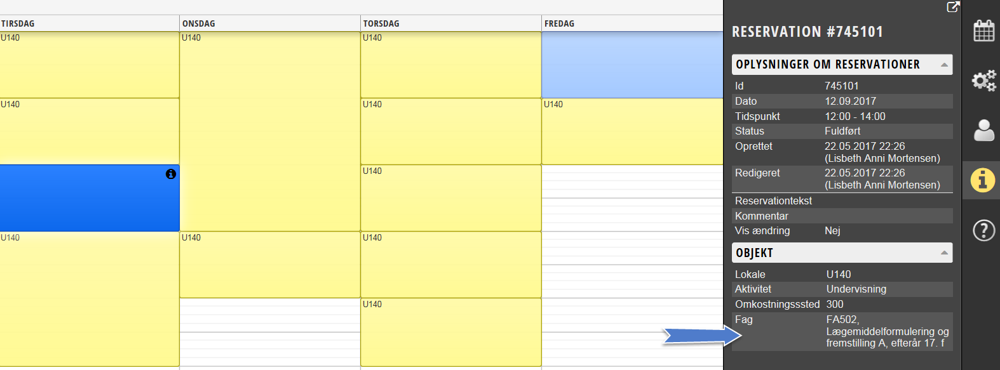 TIRSDAG ONSDAG TORSDAG FREDAG
U140 U140 U140
U140 U140 U140
U140
U140 U140 U140
U140
RESERVATION #745101
OPLYSNINGER OM RESERVATIONER
Id 745101
Dato 12.09.2017
Tidspunkt 12:00 - 14:00
Status Fuldført
Oprettet 22.05.2017 22:26
(Lisbeth Anni Mortensen)
Redigeret 22.05.2017 22:26
(Lisbeth Anni Mortensen)
Reservationtekst
Kommentar
Vis ændring Nej
OBJEKT
Lokale U140
Aktivitet Undervisning
Omkostningsssted 300
Fag FA502,
Lægemiddelformulering og
fremstilling A, efterår 17. f